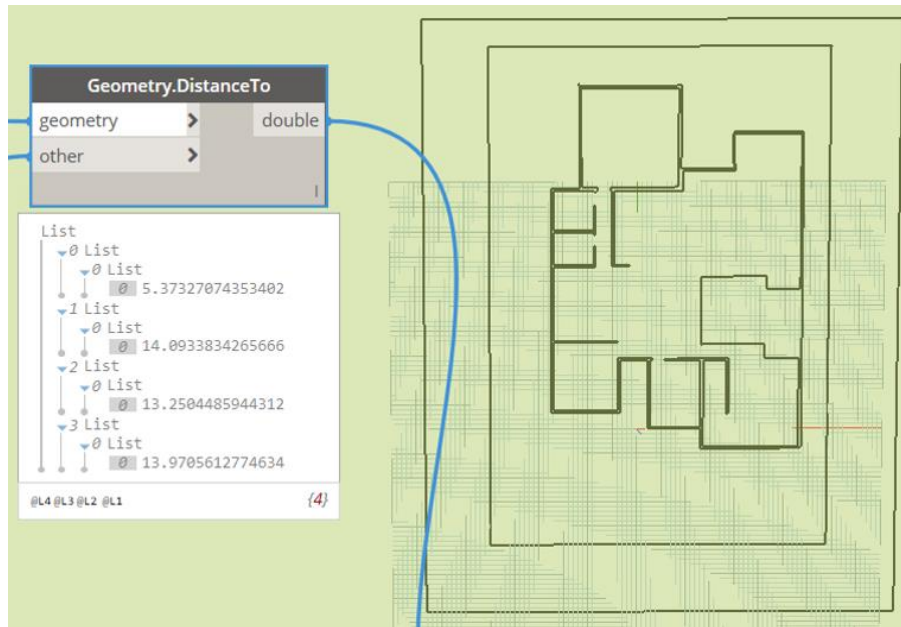 Geometry.DistanceTo
geometry > double
other >
l
List
0 List
0 List
0 5.37327074353402
1 List
0 List
0 14.0933834265666
2 List
0 List
0 13.2504485944312
3 List
0 List
0 13.9705612774634
@L4 @L3 @L2 @L1 {4}